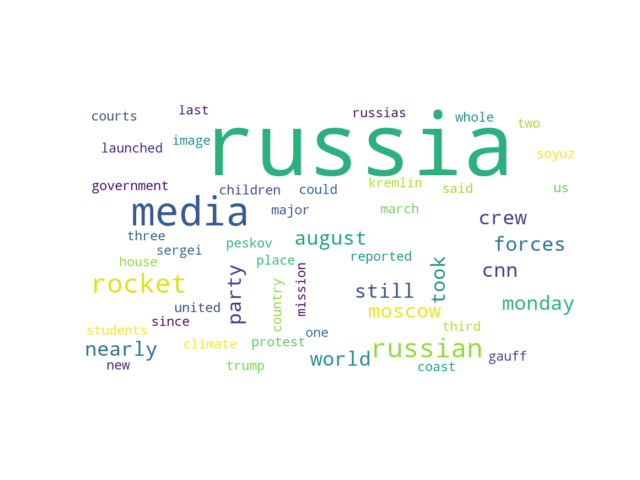 courts last russias whole two
russia
launched image soyuz
government children could kremlin said us
media major march crew
three sergei peskov august forces
house place reported cnn
rocket party country mission still took monday
united moscow
since third
students climate protest one
nearly world russian gauff
new trump coast